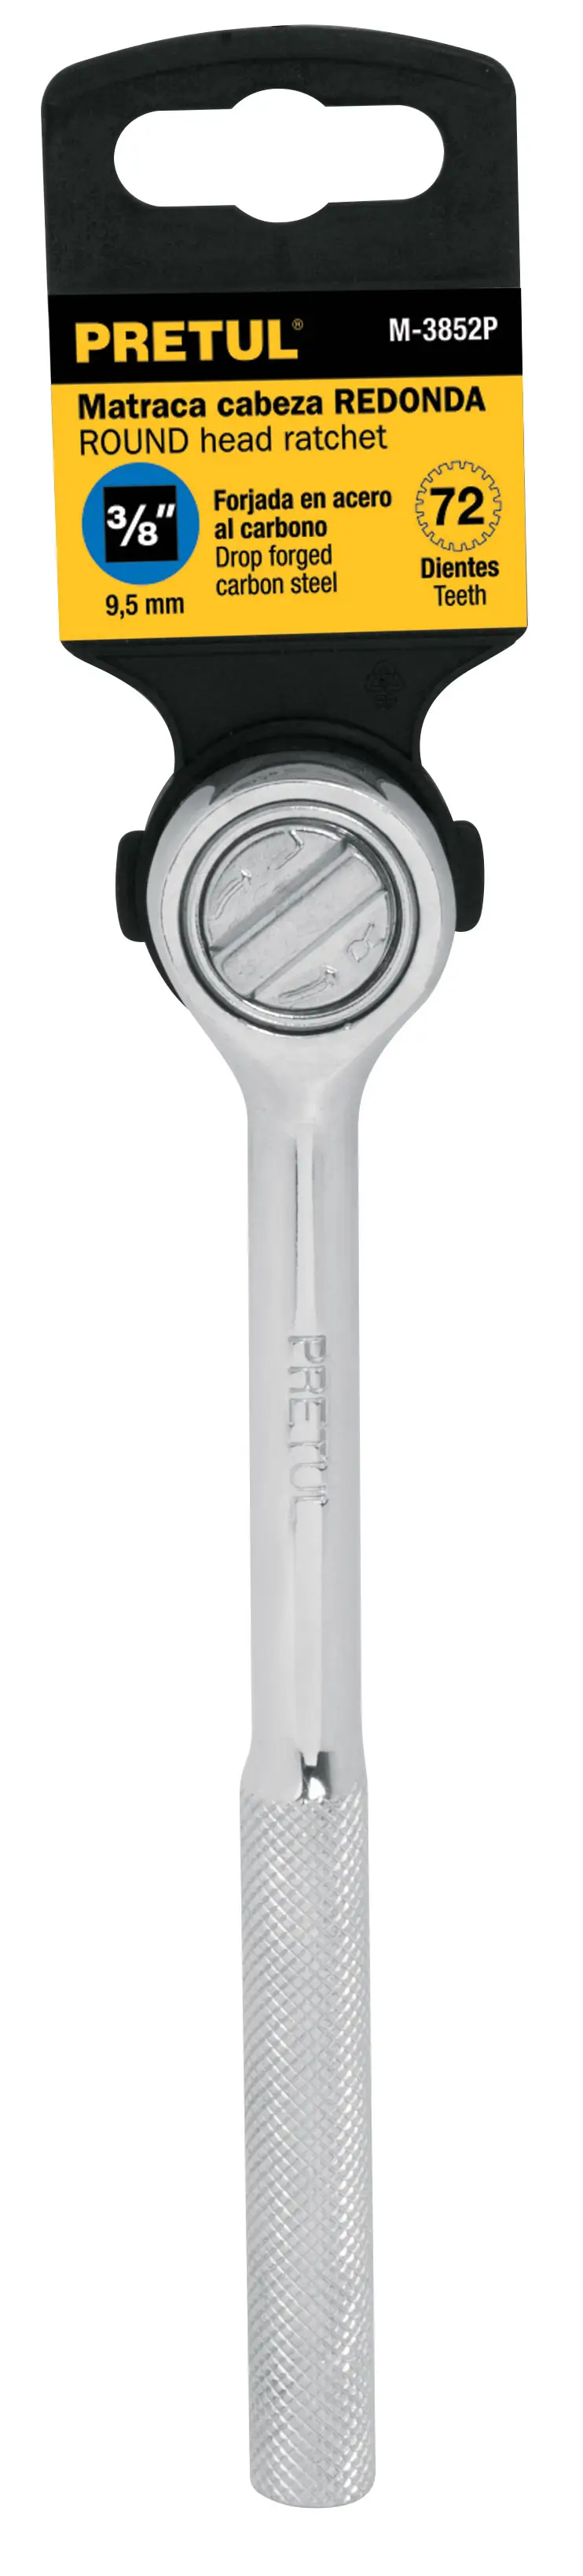 PRETUL®
M-3852P
Matraca cabeza REDONDA
ROUND head ratchet
3/8"
9,5 mm
Forjada en acero
al carbono
Drop forged
carbon steel
72
Dientes
Teeth
R
PRETUL